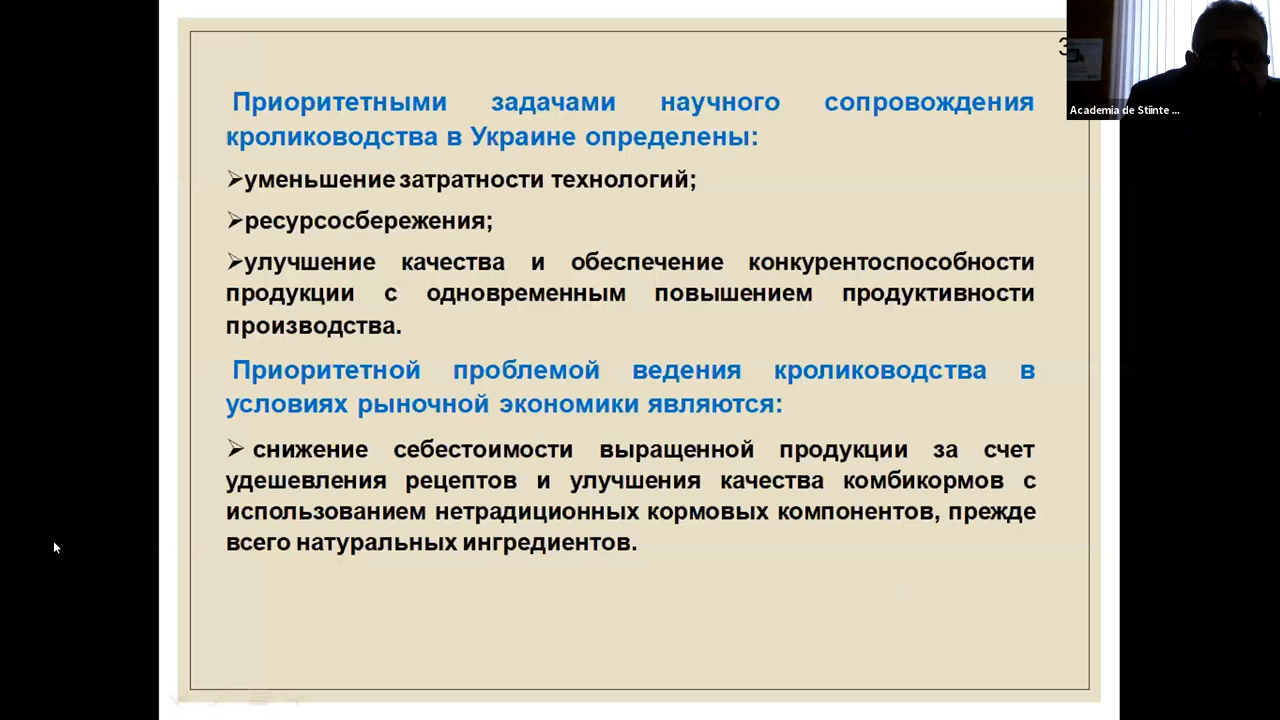 3
Academia de Stiinte ...
Приоритетными задачами научного сопровождения
кролиководства в Украине определены:
➢уменьшение затратности технологий;
➢ресурсосбережения;
➢улучшение качества и обеспечение конкурентоспособности
продукции с одновременным повышением продуктивности
производства.
Приоритетной проблемой ведения кролиководства в
условиях рыночной экономики являются:
➢ снижение себестоимости выращенной продукции за счет
удешевления рецептов и улучшения качества комбикормов с
использованием нетрадиционных кормовых компонентов, прежде
всего натуральных ингредиентов.